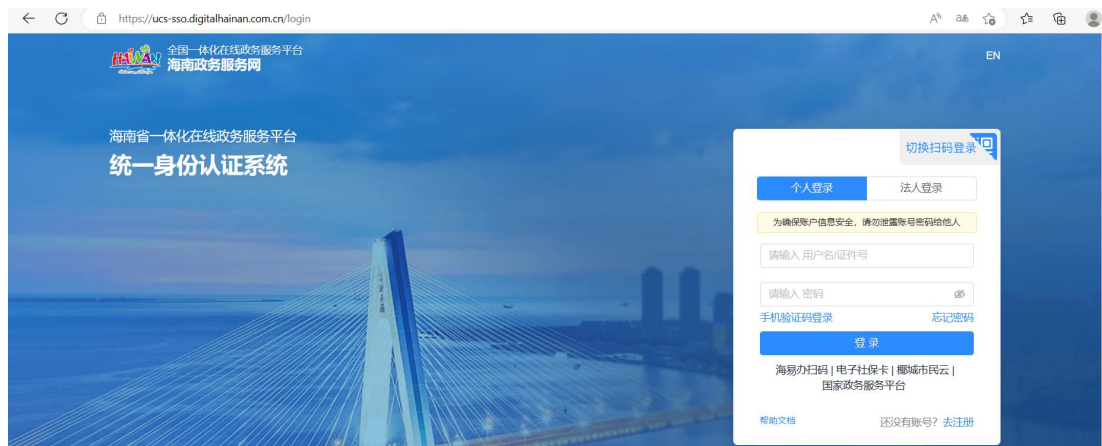 https://ucs-sso.digitalhainan.com.cn/login
HAINAN
全国一体化在线政务服务平台
海南政务服务网
EN
海南省一体化在线政务服务平台
统一身份认证系统
切换扫码登录
个人登录
法人登录
为确保账户信息安全，请勿泄露账号密码给他人
请输入 用户名/证件号
请输入 密码
手机验证码登录
忘记密码
登 录
海易办扫码 | 电子社保卡 | 椰城市民云 |
国家政务服务平台
帮助文档
还没有账号? 去注册